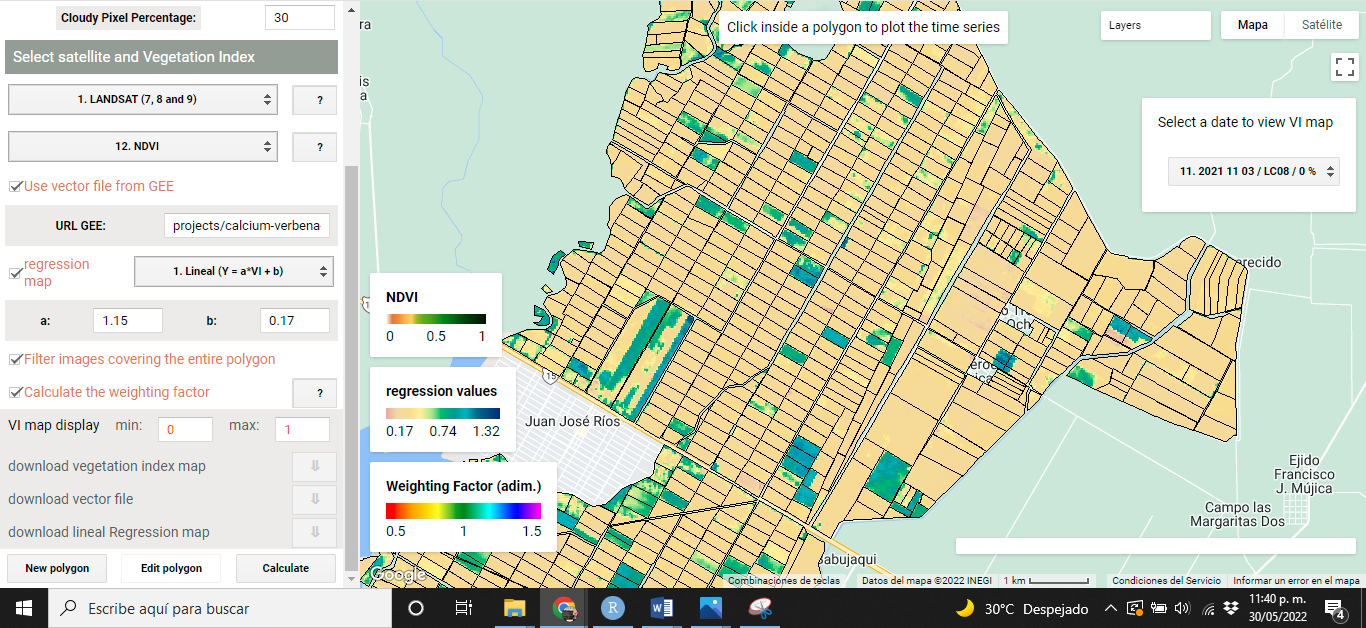 Cloudy Pixel Percentage:
30
Select satellite and Vegetation Index
1. LANDSAT (7, 8 and 9)
?
12. NDVI
?
Use vector file from GEE
URL GEE:
projects/calcium-verbena
regression
map
1. Lineal (Y = a*VI + b)
a:
1.15
b:
0.17
Filter images covering the entire polygon
Calculate the weighting factor
?
VI map display
min:
0
max:
1
download vegetation index map
download vector file
download lineal Regression map
New polygon
Edit polygon
Calculate
Click inside a polygon to plot the time series
Layers
Mapa
Satélite
Select a date to view VI map
11. 2021 11 03 / LC08 / 0 %
NDVI
0 0.5 1
regression values
0.17 0.74 1.32
Weighting Factor (adim.)
0.5 1 1.5
15
Juan José Ríos
Ejido
Francisco
J. Mújica
Campo las
Margaritas Dos
Google
Combinaciones de teclas
Datos del mapa ©2022 INEGI
1 km
Condiciones del Servicio
Informar un error en el mapa
Escribe aquí para buscar
R
30°C Despejado
11:40 p. m.
30/05/2022
4